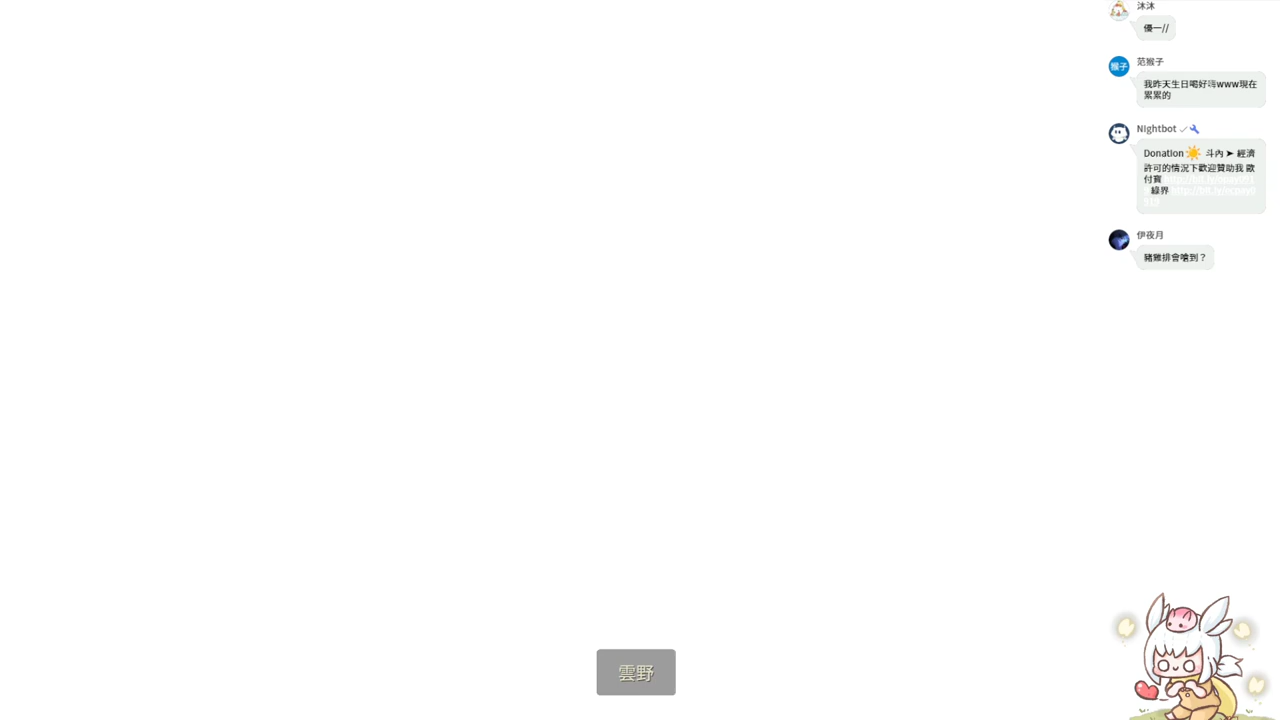 沐沐
優一//
猴子
范猴子
我昨天生日喝好嗨www現在
累累的
Nightbot
Donation☀ 斗內 ➤ 經濟
許可的情況下歡迎贊助我 歐
付寶
綠界
伊夜月
豬雞排會嗆到？
雲野